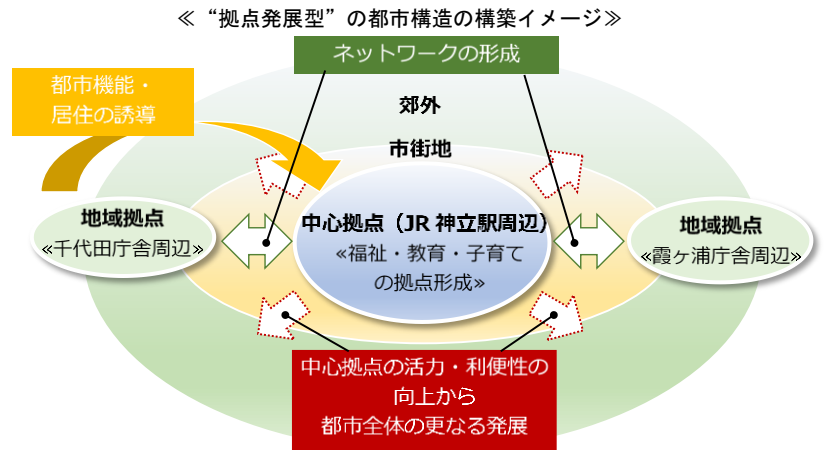 ≪“拠点発展型”の都市構造の構築イメージ≫
ネットワークの形成
都市機能・
居住の誘導
郊外
市街地
地域拠点
≪千代田庁舎周辺≫
中心拠点（JR 神立駅周辺）
≪福祉・教育・子育て
の拠点形成≫
地域拠点
≪霞ヶ浦庁舎周辺≫
中心拠点の活力・利便性の
向上から
都市全体の更なる発展